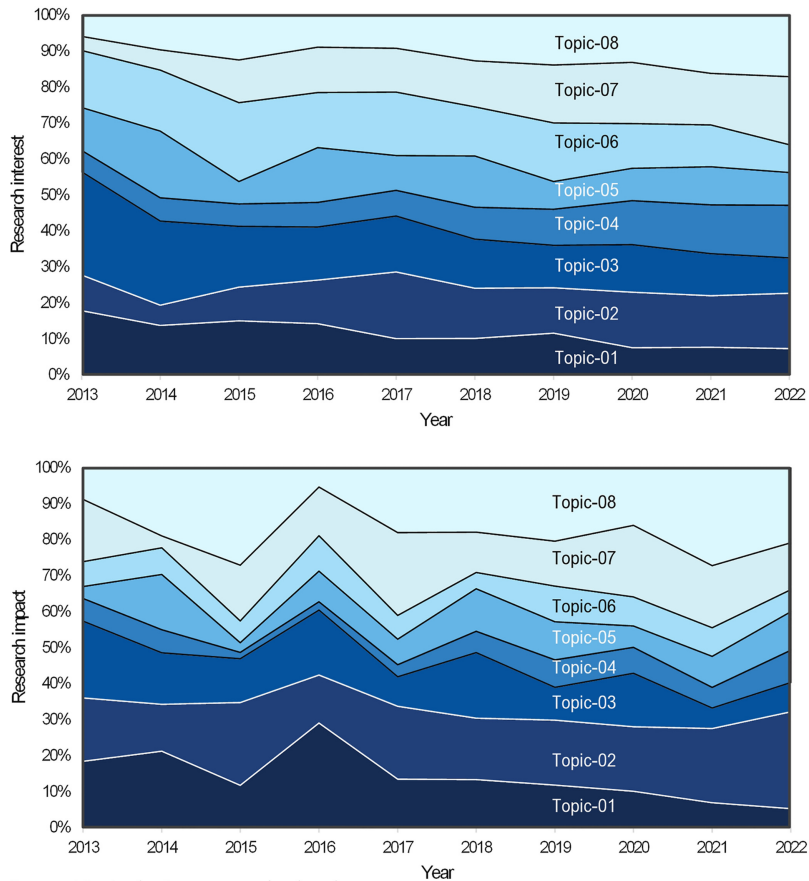 100%
90%
80%
70%
60%
50%
40%
30%
20%
10%
0%
Research interest
Topic-08
Topic-07
Topic-06
Topic-05
Topic-04
Topic-03
Topic-02
Topic-01
2013 2014 2015 2016 2017 2018 2019 2020 2021 2022
Year
100%
90%
80%
70%
60%
50%
40%
30%
20%
10%
0%
Research impact
Topic-08
Topic-07
Topic-06
Topic-05
Topic-04
Topic-03
Topic-02
Topic-01
2013 2014 2015 2016 2017 2018 2019 2020 2021 2022
Year